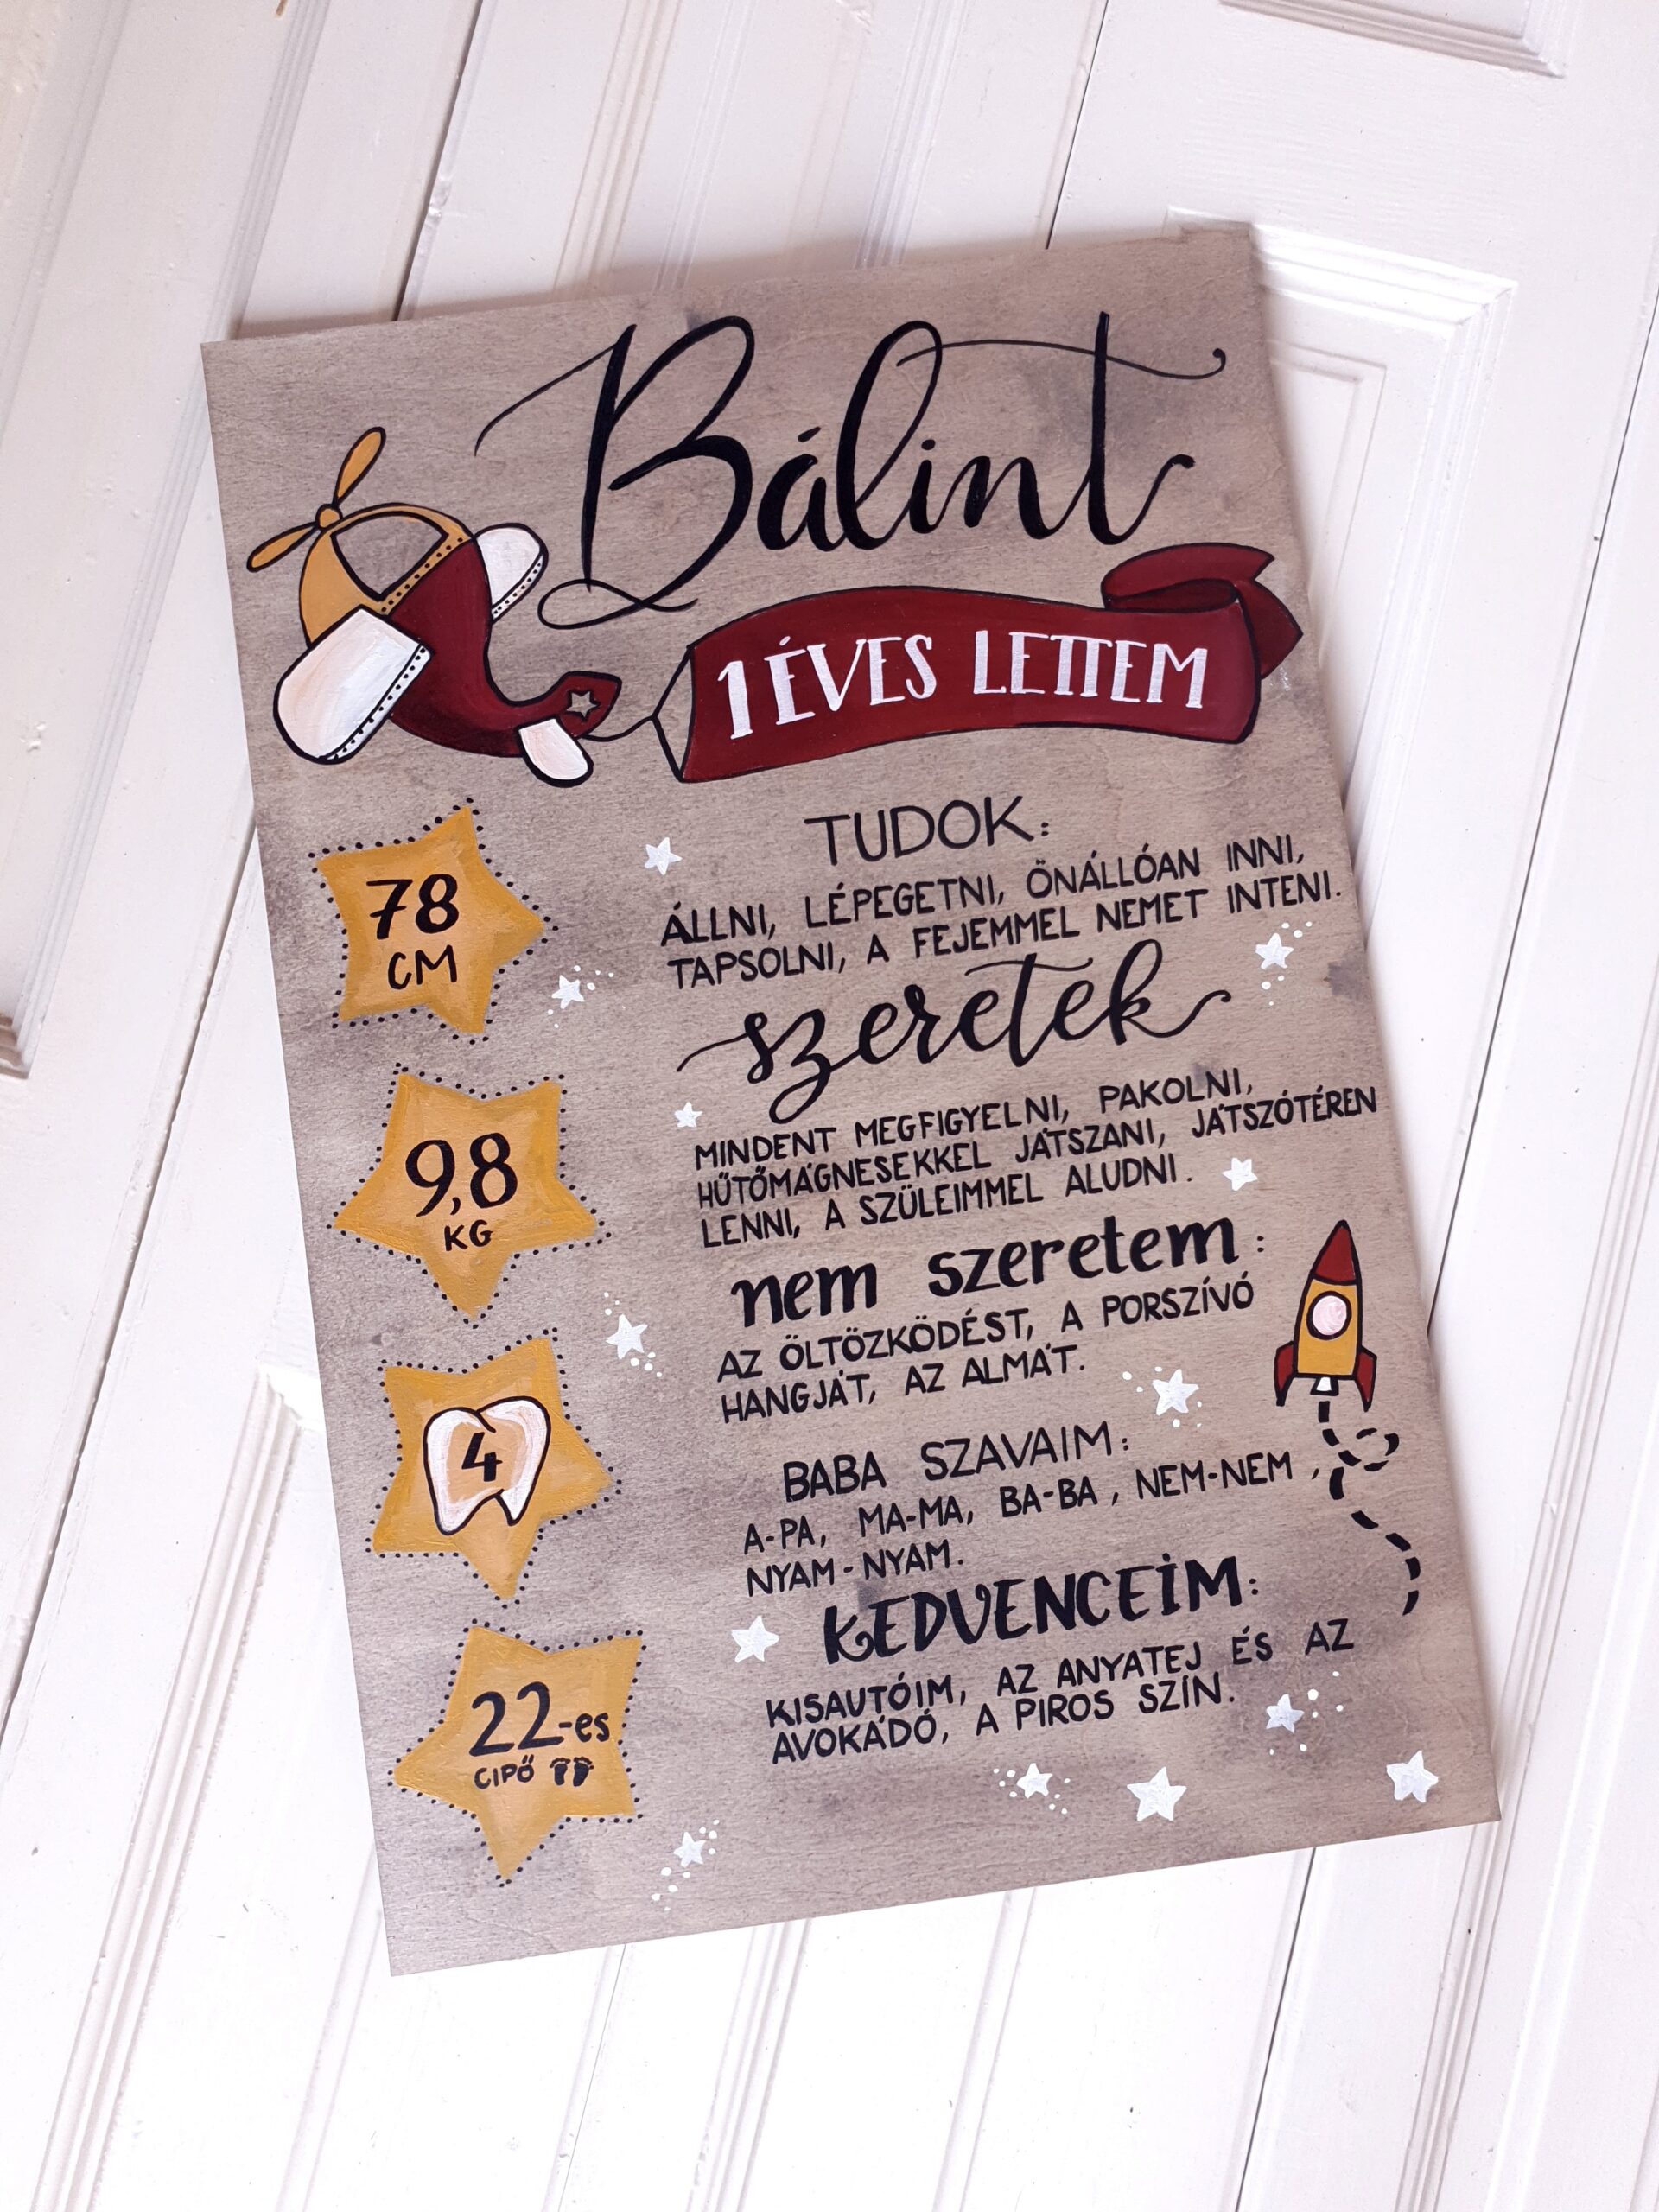 Bálint
1 ÉVES LETTEM
78
CM
9,8
KG
4
22-es
CIPŐ
TUDOK:
ÁLLNI, LÉPEGETNI, ÖNÁLLÓAN INNI,
TAPSOLNI, A FEJEMMEL NEMET INTENI.
szeretek
MINDENT MEGFIGYELNI, PAKOLNI,
HŰTŐMÁGNESEKKEL JÁTSZANI, JÁTSZÓTÉREN
LENNI, A SZÜLEIMMEL ALUDNI.
nem szeretem:
AZ ÖLTÖZKÖDÉST, A PORSZÍVÓ
HANGJÁT, AZ ALMÁT.
BABA SZAVAIM:
A-PA, MA-MA, BA-BA, NEM-NEM,
NYAM-NYAM.
KEDVENCEIM:
KISAUTÓIM, AZ ANYATEJ ÉS AZ
AVOKÁDÓ, A PIROS SZÍN.